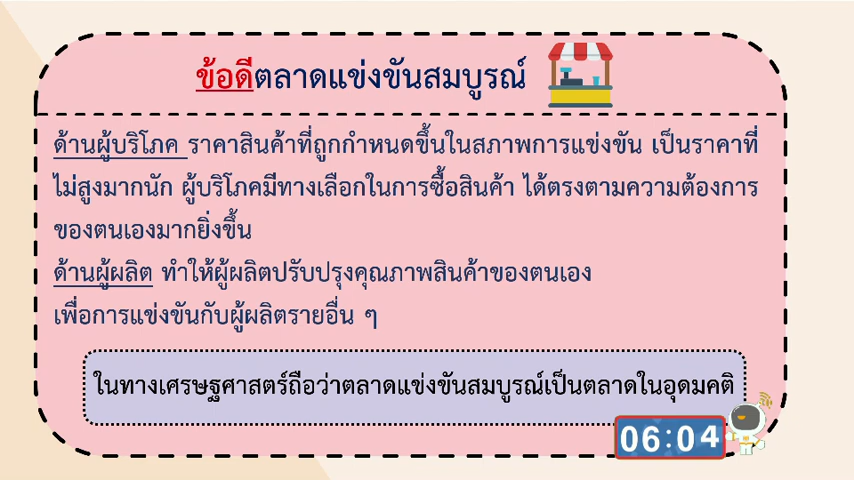 ข้อดีตลาดแข่งขันสมบูรณ์
ด้านผู้บริโภค ราคาสินค้าที่ถูกกำหนดขึ้นในสภาพการแข่งขัน เป็นราคาที่
ไม่สูงมากนัก ผู้บริโภคมีทางเลือกในการซื้อสินค้า ได้ตรงตามความต้องการ
ของตนเองมากยิ่งขึ้น
ด้านผู้ผลิต ทำให้ผู้ผลิตปรับปรุงคุณภาพสินค้าของตนเอง
เพื่อการแข่งขันกับผู้ผลิตรายอื่น ๆ
ในทางเศรษฐศาสตร์ถือว่าตลาดแข่งขันสมบูรณ์เป็นตลาดในอุดมคติ
06:04